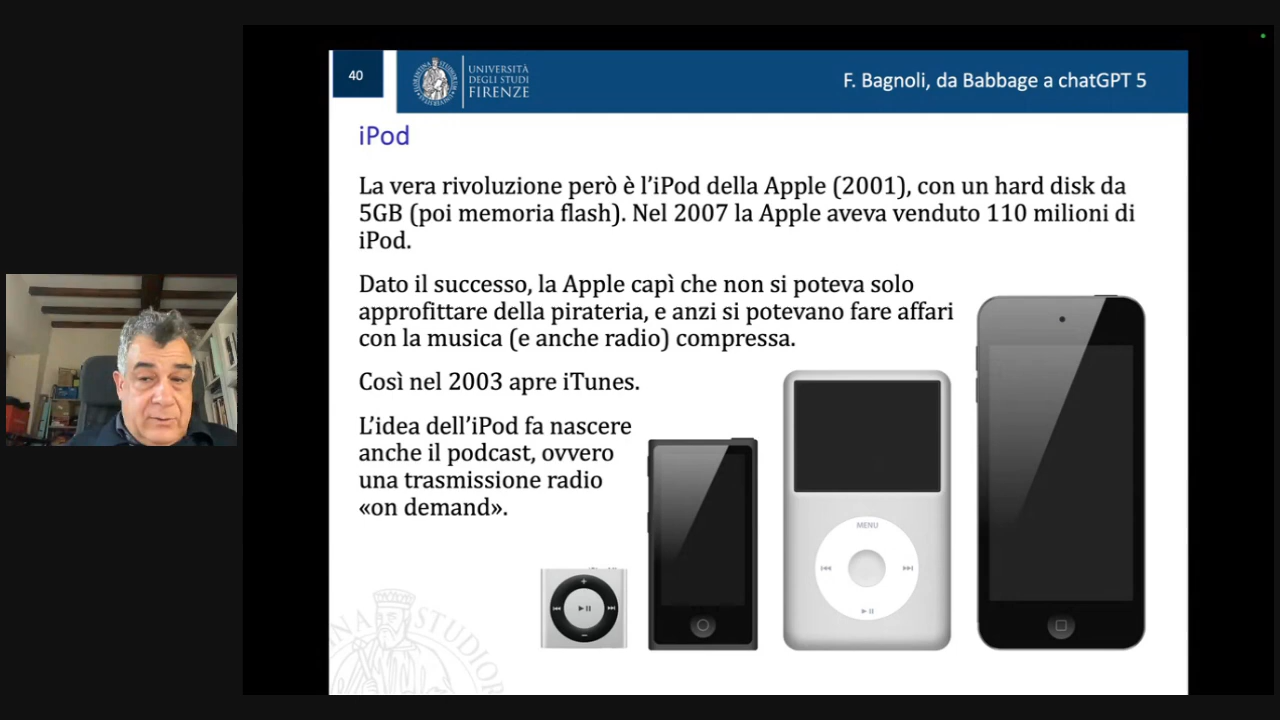 40
UNIVERSITÀ
DEGLI STUDI
FIRENZE
F. Bagnoli, da Babbage a chatGPT 5
iPod
La vera rivoluzione però è l'iPod della Apple (2001), con un hard disk da
5GB (poi memoria flash). Nel 2007 la Apple aveva venduto 110 milioni di
iPod.
Dato il successo, la Apple capì che non si poteva solo
approfittare della pirateria, e anzi si potevano fare affari
con la musica (e anche radio) compressa.
Così nel 2003 apre iTunes.
L'idea dell'iPod fa nascere
anche il podcast, ovvero
una trasmissione radio
«on demand».
MENU